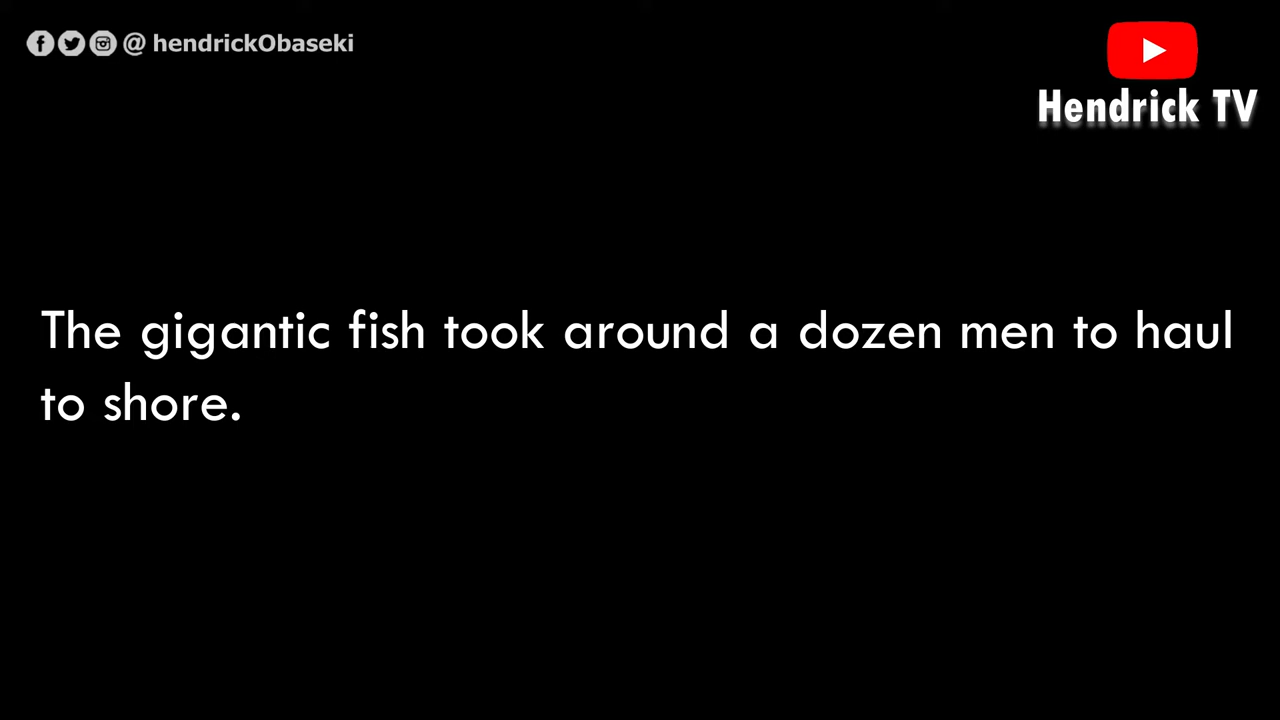 @ hendrickObaseki
Hendrick TV
The gigantic fish took around a dozen men to haul
to shore.